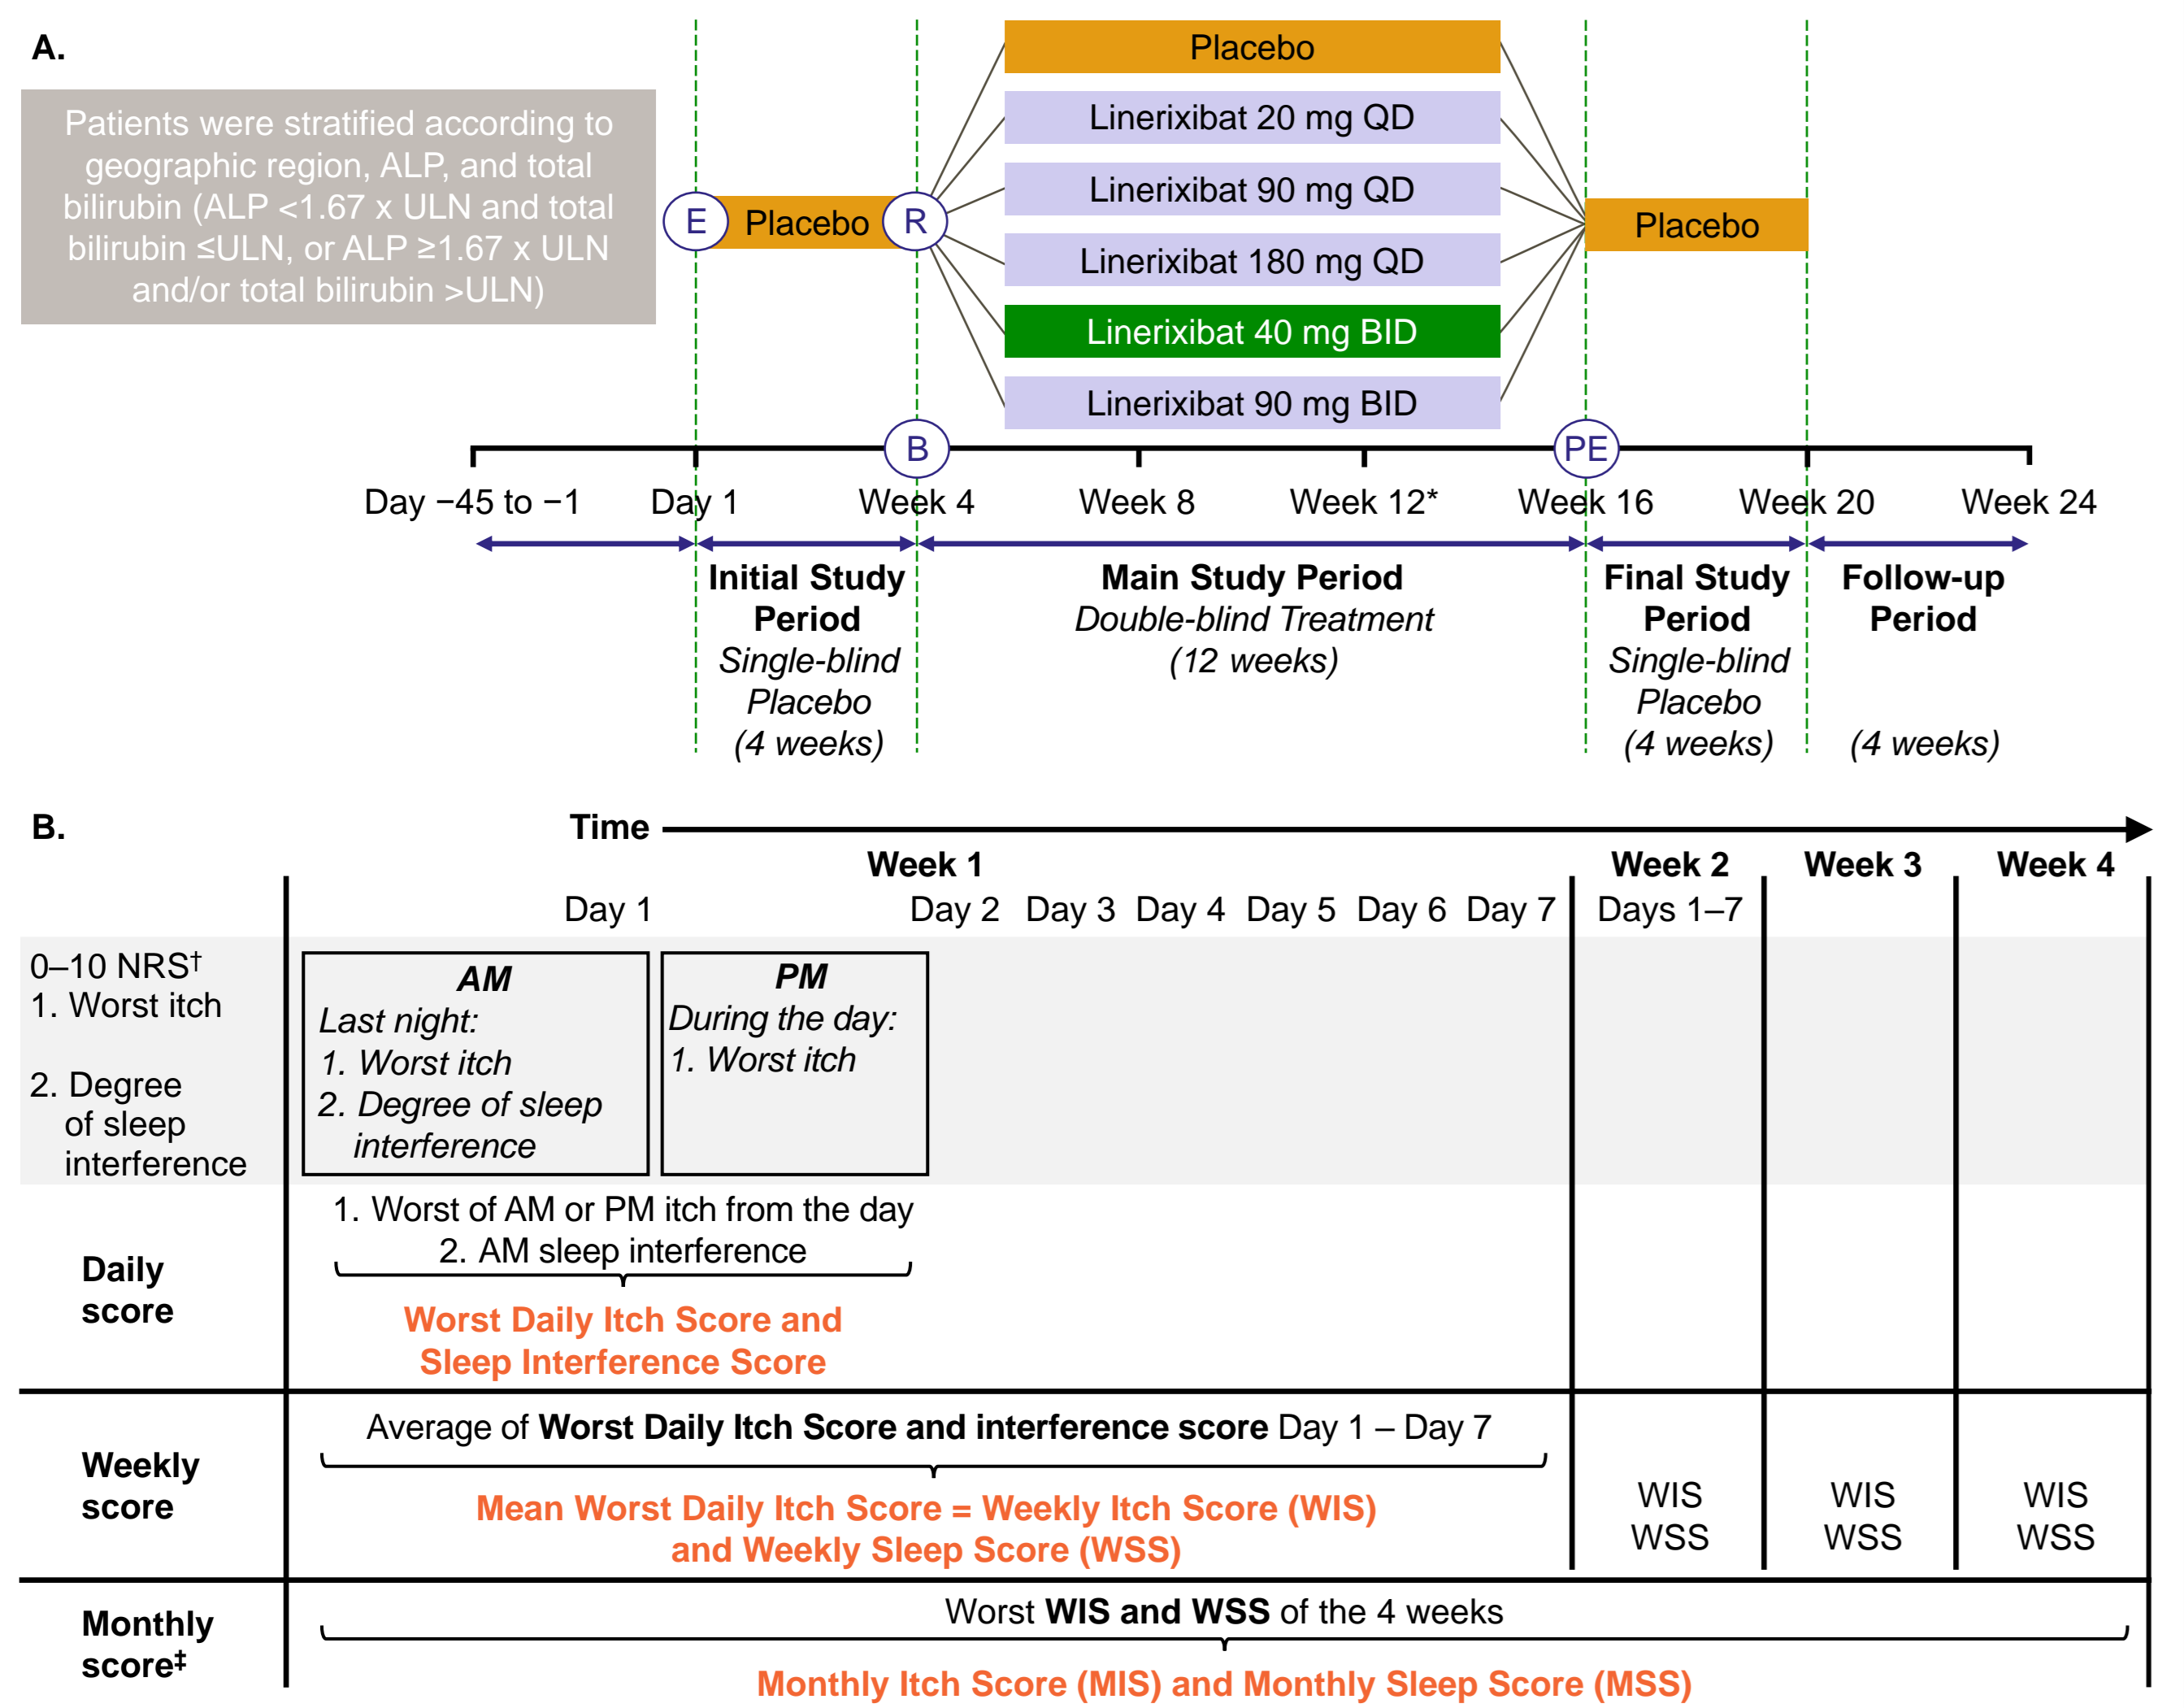 A.
Patients were stratified according to
geographic region, ALP, and total
bilirubin (ALP <1.67 x ULN and total
bilirubin ≤ULN, or ALP ≥1.67 x ULN
and/or total bilirubin >ULN)
E
Placebo
R
Placebo
Linerixibat 20 mg QD
Linerixibat 90 mg QD
Linerixibat 180 mg QD
Linerixibat 40 mg BID
Linerixibat 90 mg BID
Placebo
B
PE
Day −45 to −1
Day 1
Week 4
Week 8
Week 12*
Week 16
Week 20
Week 24
Initial Study
Period
Single-blind
Placebo
(4 weeks)
Main Study Period
Double-blind Treatment
(12 weeks)
Final Study
Period
Single-blind
Placebo
(4 weeks)
Follow-up
Period
(4 weeks)
B.
Time
Week 1
Week 2
Week 3
Week 4
Day 1
Day 2
Day 3
Day 4
Day 5
Day 6
Day 7
Days 1–7
0–10 NRS†
1. Worst itch
2. Degree
of sleep
interference
AM
Last night:
1. Worst itch
2. Degree of sleep
interference
PM
During the day:
1. Worst itch
Daily
score
1. Worst of AM or PM itch from the day
2. AM sleep interference
Worst Daily Itch Score and
Sleep Interference Score
Weekly
score
Average of Worst Daily Itch Score and interference score Day 1 – Day 7
Mean Worst Daily Itch Score = Weekly Itch Score (WIS)
and Weekly Sleep Score (WSS)
WIS
WSS
WIS
WSS
WIS
WSS
Monthly
score‡
Worst WIS and WSS of the 4 weeks
Monthly Itch Score (MIS) and Monthly Sleep Score (MSS)